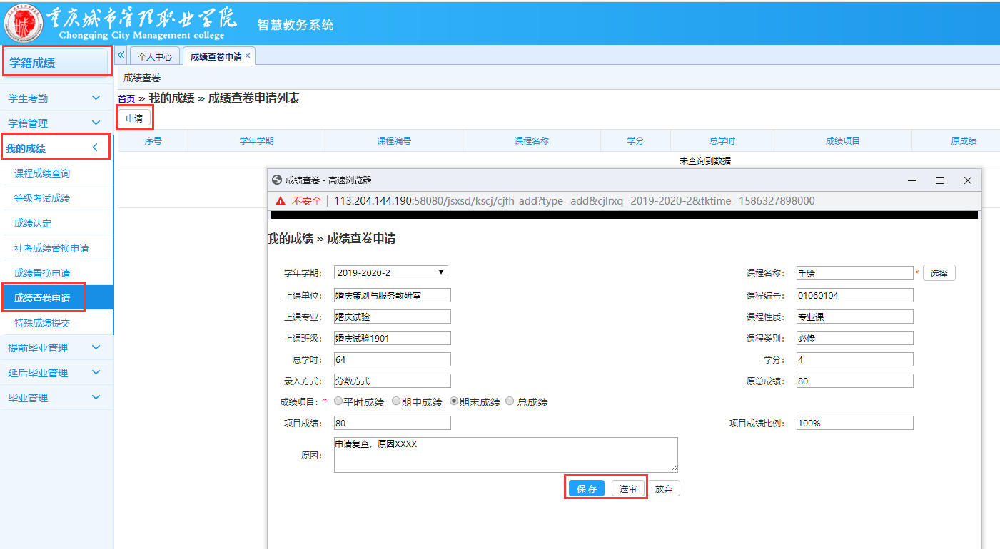 重庆城市管理职业学院
Chongqing City Management college
智慧教务系统
学籍成绩
学生考勤
学籍管理
我的成绩
课程成绩查询
等级考试成绩
成绩认定
社考成绩替换申请
成绩置换申请
成绩查卷申请
特殊成绩提交
提前毕业管理
延后毕业管理
毕业管理
个人中心 成绩查卷申请 ×
成绩查卷
首页 » 我的成绩 » 成绩查卷申请列表
申请
序号 学年学期 课程编号 课程名称 学分 总学时 成绩项目 原成绩
未查询到数据
成绩查卷 - 高速浏览器
不安全 | 113.204.144.190:58080/jsxsd/kscj/cjfh_add?type=add&cjlrxq=2019-2020-2&tktime=1586327898000
我的成绩 » 成绩查卷申请
学年学期: 2019-2020-2 课程名称: 手绘 * 选择
上课单位: 婚庆策划与服务教研室 课程编号: 01060104
上课专业: 婚庆试验 课程性质: 专业课
上课班级: 婚庆试验1901 课程类别: 必修
总学时: 64 学分: 4
录入方式: 分数方式 原总成绩: 80
成绩项目: * 平时成绩 期中成绩 期末成绩 总成绩
项目成绩: 80 项目成绩比例: 100%
原因: 申请复查，原因XXXX
保存 送审 放弃